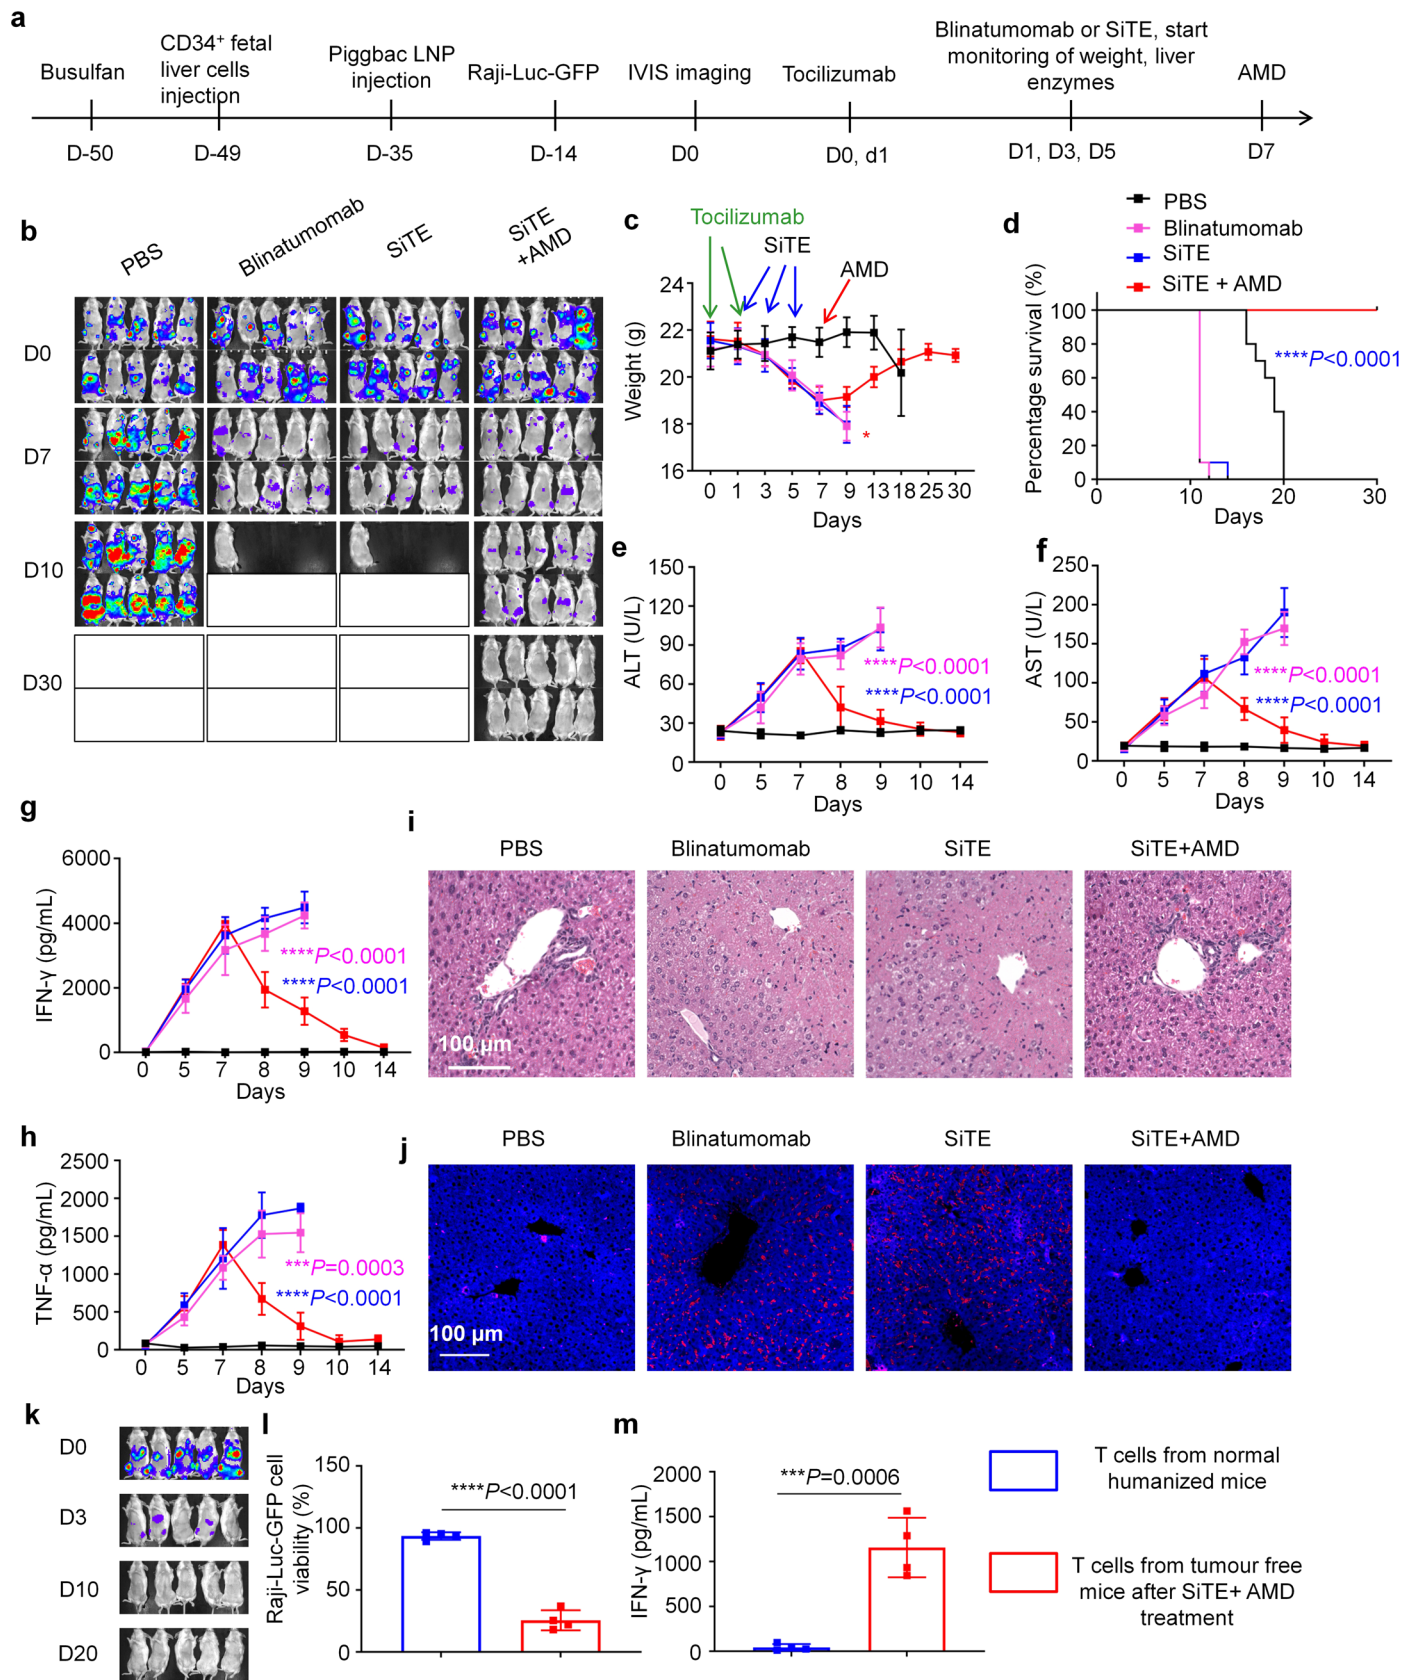 a
Busulfan
CD34⁺ fetal
liver cells
injection
Piggbac LNP
injection
Raji-Luc-GFP
IVIS imaging
Tocilizumab
Blinatumomab or SiTE, start
monitoring of weight, liver
enzymes
AMD
D-50
D-49
D-35
D-14
D0
D0, d1
D1, D3, D5
D7
b
PBS
Blinatumomab
SiTE
SiTE
+AMD
D0
D7
D10
D30
c
Tocilizumab
SiTE
AMD
Weight (g)
24
22
20
18
16
*
0 1 3 5 7 9 13 18 25 30
Days
d
PBS
Blinatumomab
SiTE
SiTE + AMD
Percentage survival (%)
100
80
60
40
20
0
****P<0.0001
0 10 20 30
Days
e
ALT (U/L)
150
120
90
60
30
0
****P<0.0001
****P<0.0001
0 5 7 8 9 10 14
Days
f
AST (U/L)
250
200
150
100
50
0
****P<0.0001
****P<0.0001
0 5 7 8 9 10 14
Days
g
IFN-γ (pg/mL)
6000
4000
2000
0
****P<0.0001
****P<0.0001
0 5 7 8 9 10 14
Days
i
PBS
Blinatumomab
SiTE
SiTE+AMD
100 µm
h
TNF-α (pg/mL)
2500
2000
1500
1000
500
0
***P=0.0003
****P<0.0001
0 5 7 8 9 10 14
Days
j
PBS
Blinatumomab
SiTE
SiTE+AMD
100 µm
k
D0
D3
D10
D20
l
Raji-Luc-GFP cell
viability (%)
150
100
50
0
****P<0.0001
m
IFN-γ (pg/mL)
2000
1500
1000
500
0
***P=0.0006
T cells from normal
humanized mice
T cells from tumour free
mice after SiTE+ AMD
treatment